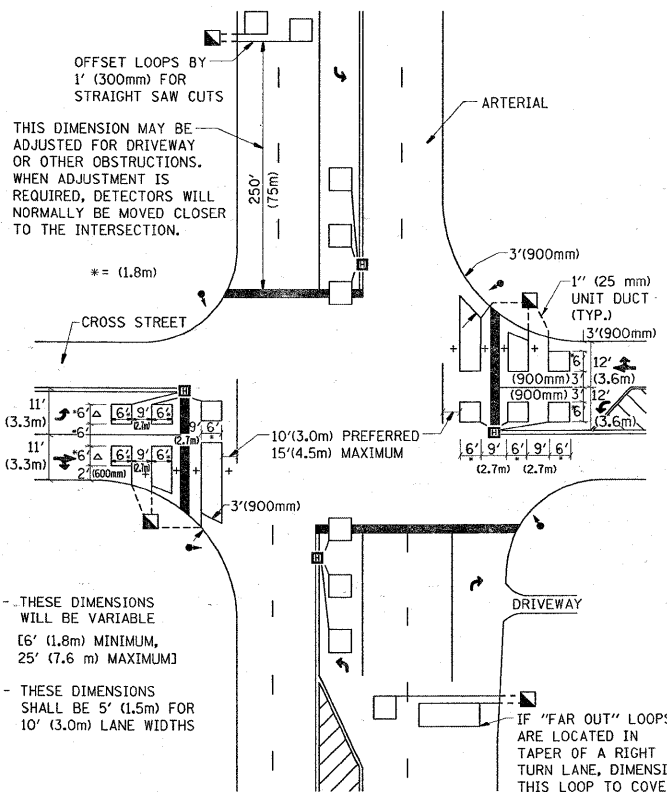 OFFSET LOOPS BY
1' (300mm) FOR
STRAIGHT SAW CUTS
THIS DIMENSION MAY BE
ADJUSTED FOR DRIVEWAY
OR OTHER OBSTRUCTIONS.
WHEN ADJUSTMENT IS
REQUIRED, DETECTORS WILL
NORMALLY BE MOVED CLOSER
TO THE INTERSECTION.
250'
(75m)
ARTERIAL
* = (1.8m)
3'(900mm)
1" (25 mm)
UNIT DUCT
(TYP.)
CROSS STREET
3'(900mm)
*6'
12'
(3.6m)
(900mm) 3'
(900mm) 3'
12'
*6'
(3.6m)
H
6' 9' 6' 9' 6'
* * *
(2.7m) (2.7m)
H
H
11'
(3.3m)
*6'
6' 9' 6'
* (2.7m) *
9' 6'
(2.7m) *
11'
(3.3m)
*6'
6' 9' 6'
* (2.7m) *
2' (600mm)
10'(3.0m) PREFERRED
15'(4.5m) MAXIMUM
3'(900mm)
H
DRIVEWAY
- THESE DIMENSIONS
WILL BE VARIABLE
[6' (1.8m) MINIMUM,
25' (7.6 m) MAXIMUM]
- THESE DIMENSIONS
SHALL BE 5' (1.5m) FOR
10' (3.0m) LANE WIDTHS
IF "FAR OUT" LOOPS
ARE LOCATED IN
TAPER OF A RIGHT
TURN LANE, DIMENSI
THIS LOOP TO COVE